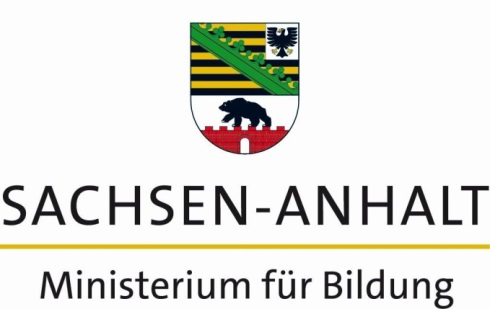 SACHSEN-ANHALT
Ministerium für Bildung